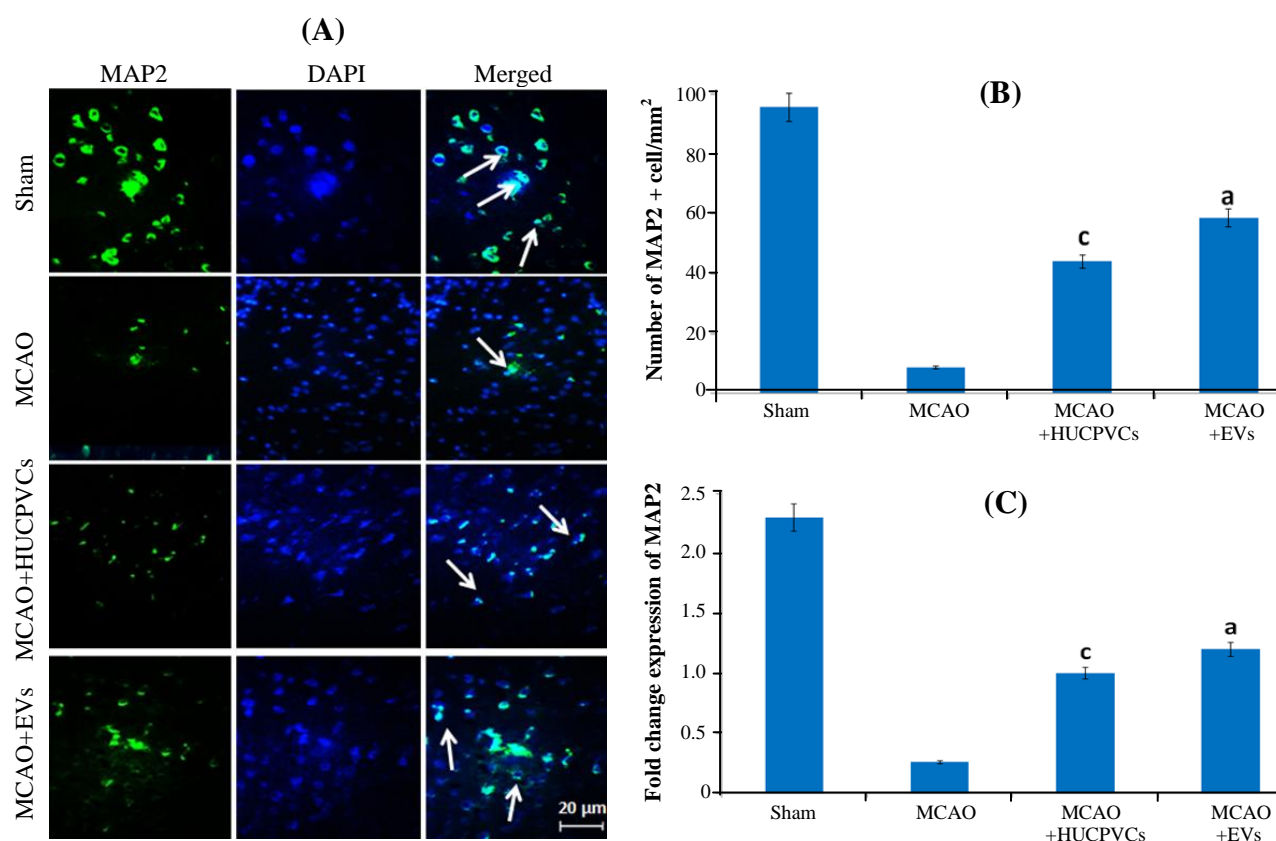 (A)
MAP2 DAPI Merged
Sham
MCAO
MCAO+HUCPVCs
MCAO+EVs
20 µm
(B)
Number of MAP2 + cell/mm²
100
80
60
40
20
0
c
a
Sham MCAO MCAO MCAO
+HUCPVCs +EVs
(C)
Fold change expression of MAP2
2.5
2.0
1.5
1.0
0.5
0
c
a
Sham MCAO MCAO MCAO
+HUCPVCs +EVs